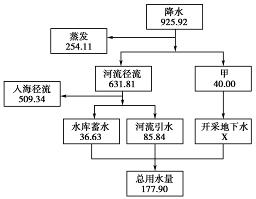 降水
925.92
蒸发
254.11
河流径流
631.81
甲
40.00
入海径流
509.34
水库蓄水
36.63
河流引水
85.84
开采地下水
X
总用水量
177.90